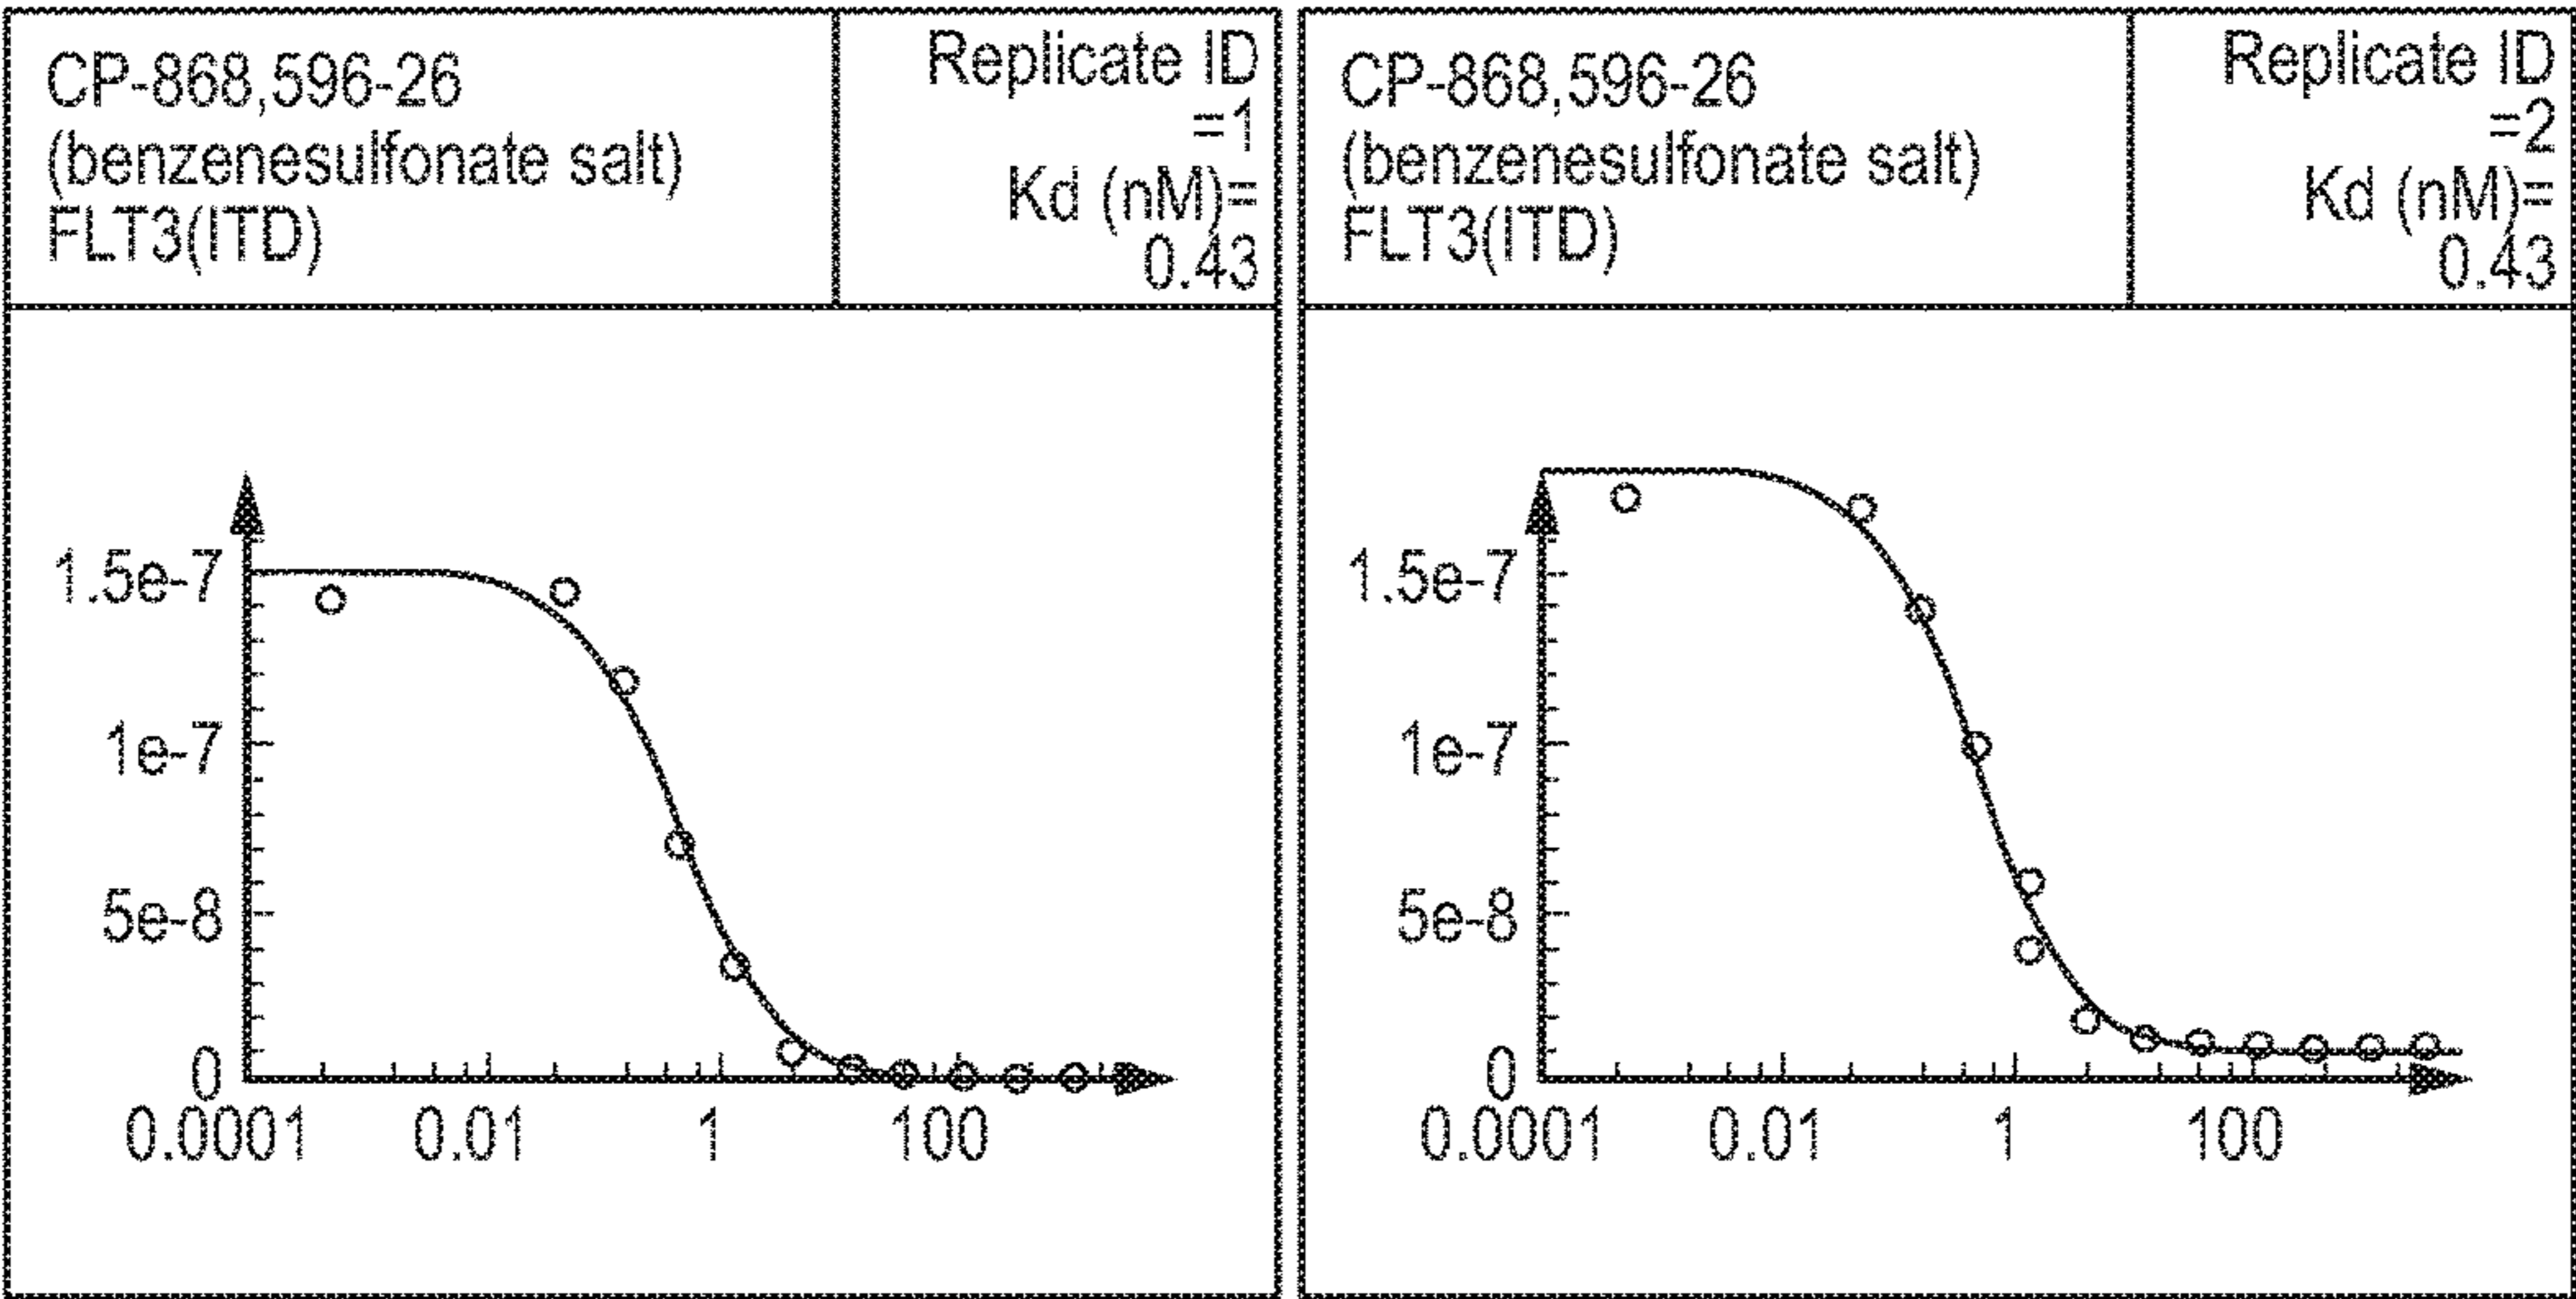 CP-868,596-26
(benzenesulfonate salt)
FLT3(ITD)
Replicate ID
=1
Kd (nM)=
0.43
1.5e-7
1e-7
5e-8
0
0.0001 0.01 1 100
CP-868,596-26
(benzenesulfonate salt)
FLT3(ITD)
Replicate ID
=2
Kd (nM)=
0.43
1.5e-7
1e-7
5e-8
0
0.0001 0.01 1 100